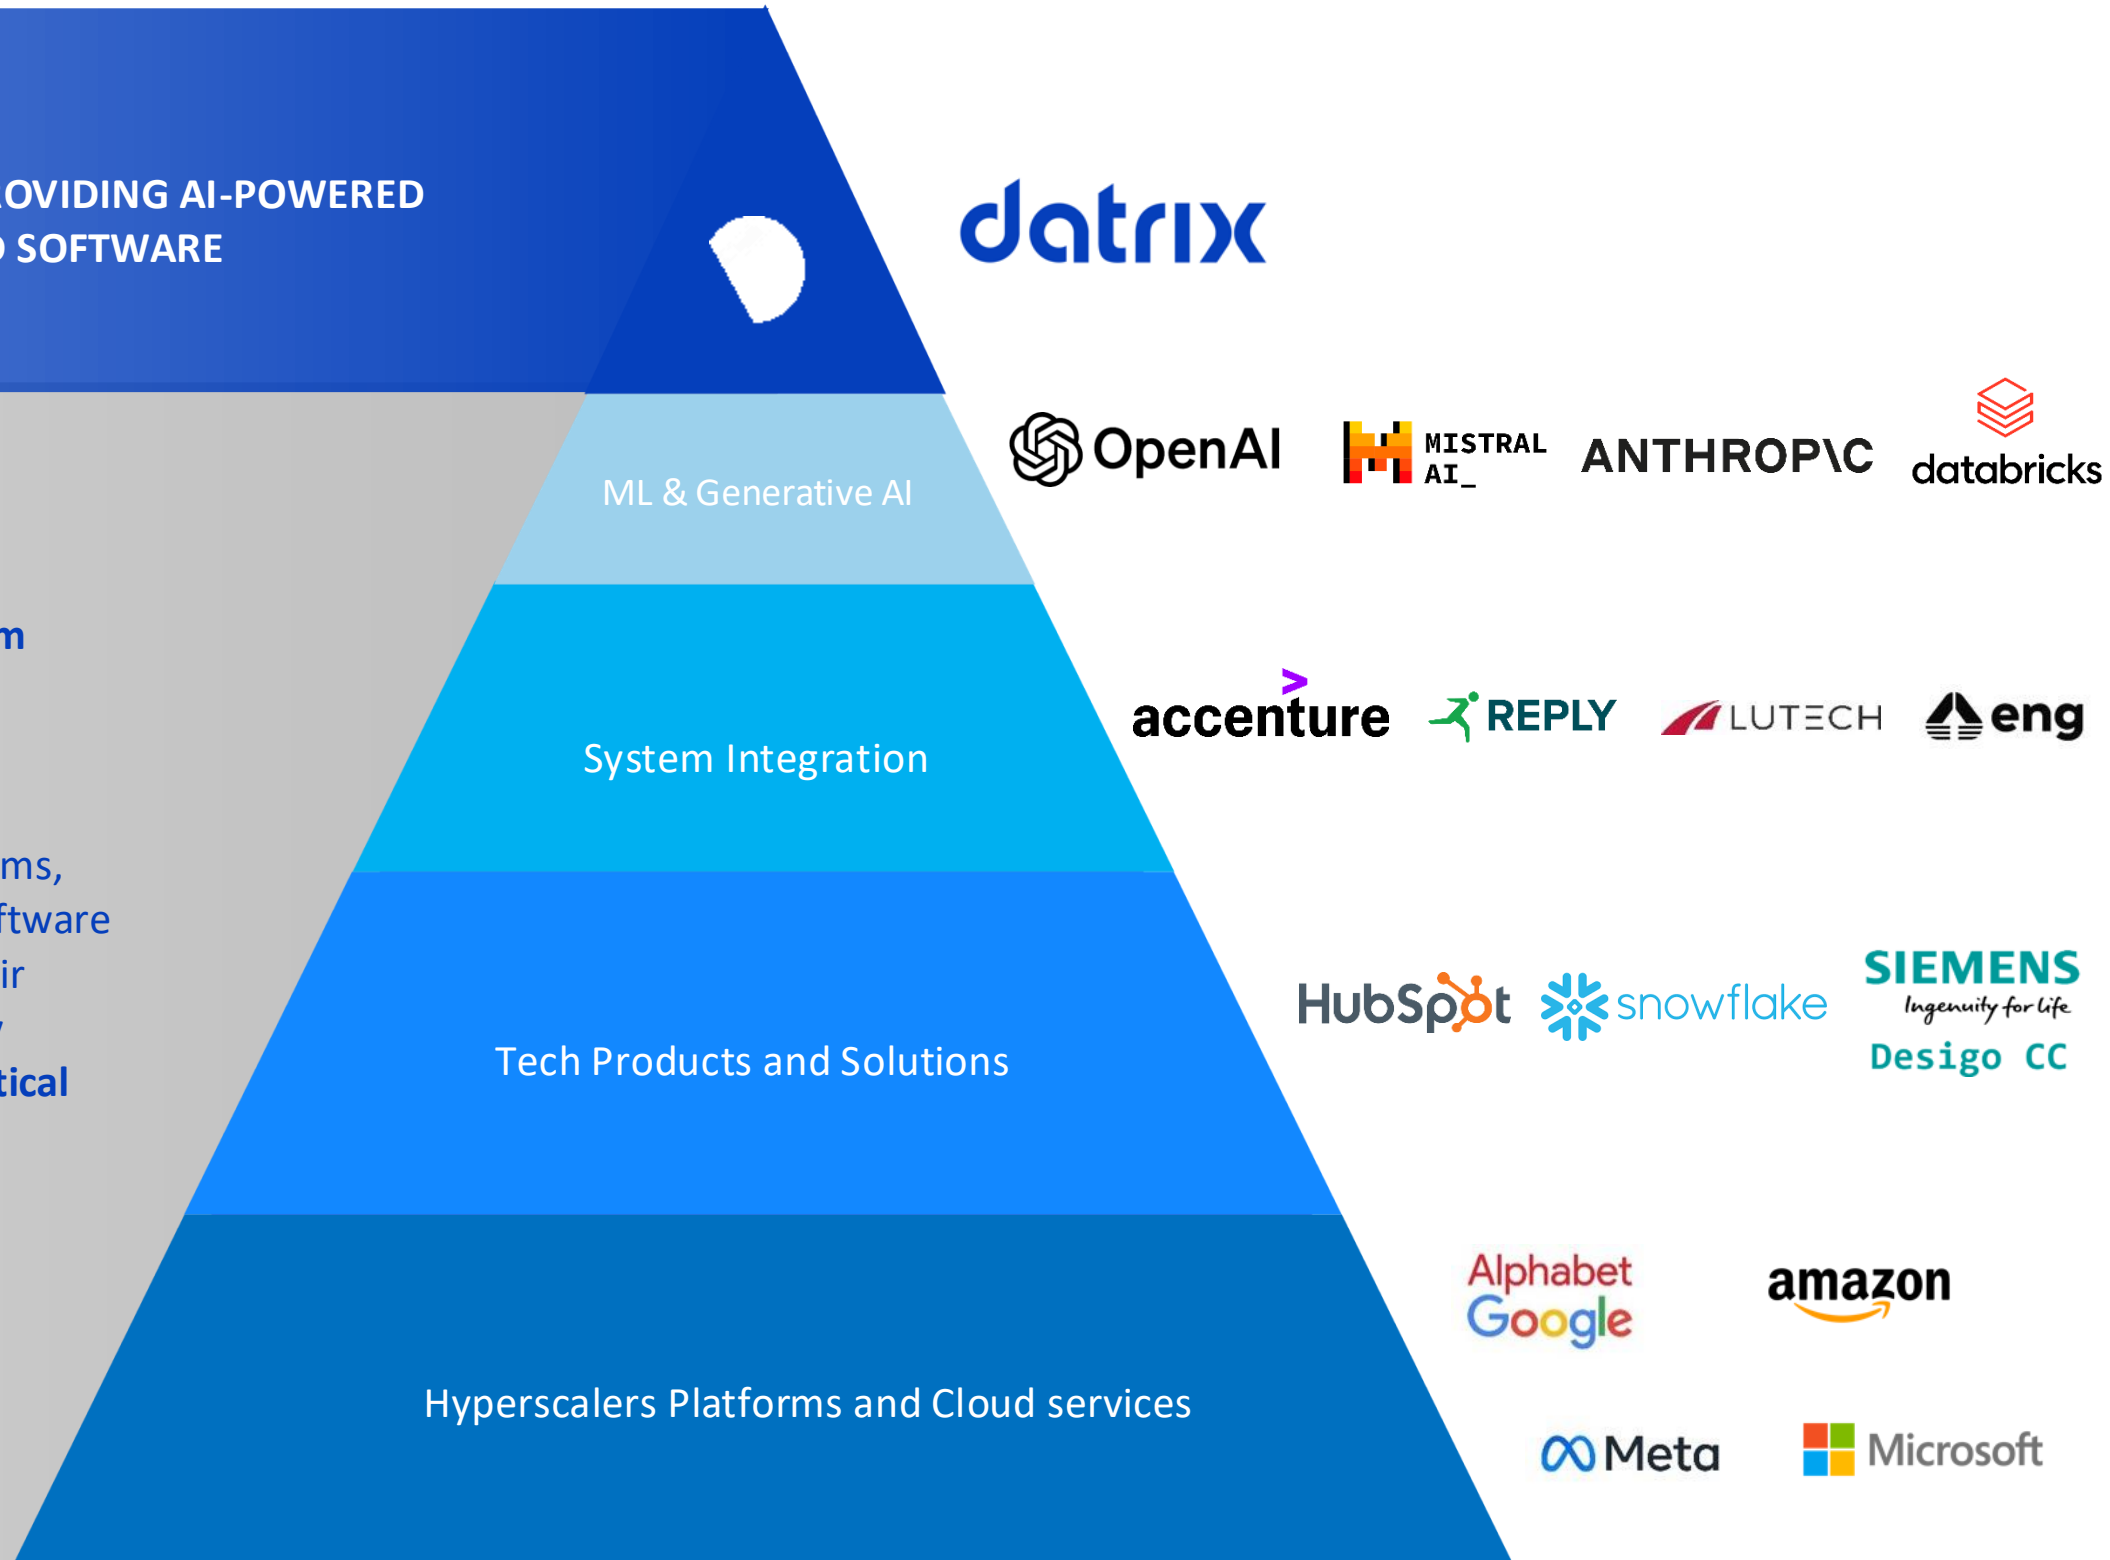 ROVIDING AI-POWERED
SOFTWARE
datrix
OpenAI
MISTRAL
AI_
ANTHROP\C
databricks
ML & Generative AI
m
accenture
REPLY
LUTECH
eng
System Integration
ms,
ftware
ir
tical
HubSpot
snowflake
SIEMENS
Ingenuity for life
Desigo CC
Tech Products and Solutions
Alphabet
Google
amazon
Hyperscalers Platforms and Cloud services
Meta
Microsoft